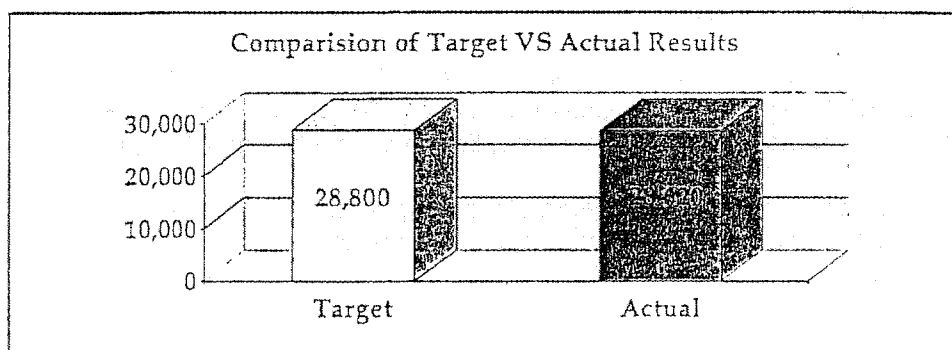 Comparision of Target VS Actual Results
30,000
20,000
10,000
0
28,800
Target
Actual